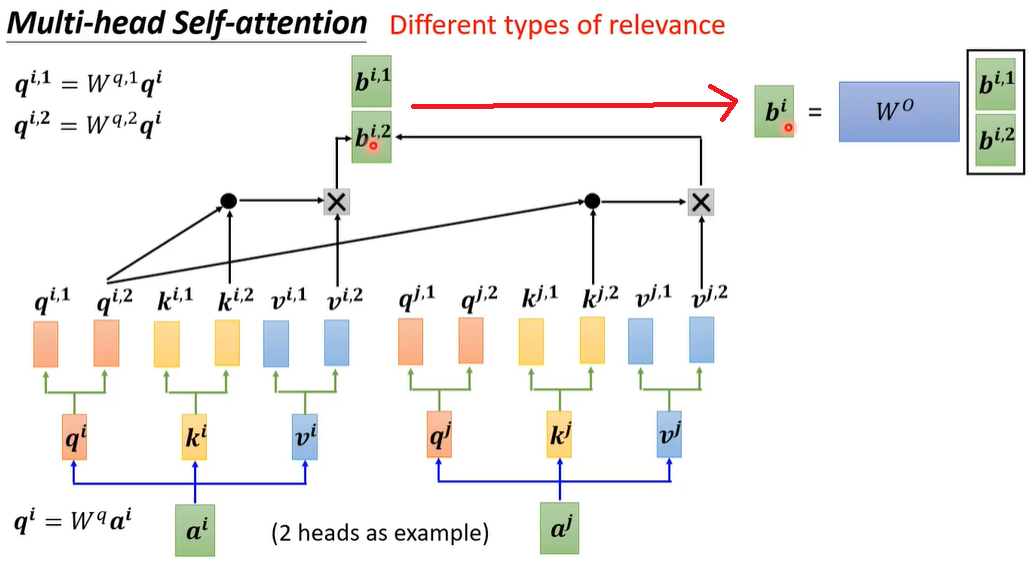 Multi-head Self-attention Different types of relevance
q^{i,1} = W^{q,1}q^i
q^{i,2} = W^{q,2}q^i
b^{i,1}
b^{i,2}
b^i = W^O b^{i,1}
b^{i,2}
q^{i,1} q^{i,2} k^{i,1} k^{i,2} v^{i,1} v^{i,2} q^{j,1} q^{j,2} k^{j,1} k^{j,2} v^{j,1} v^{j,2}
q^i k^i v^i q^j k^j v^j
q^i = W^q a^i
a^i (2 heads as example) a^j